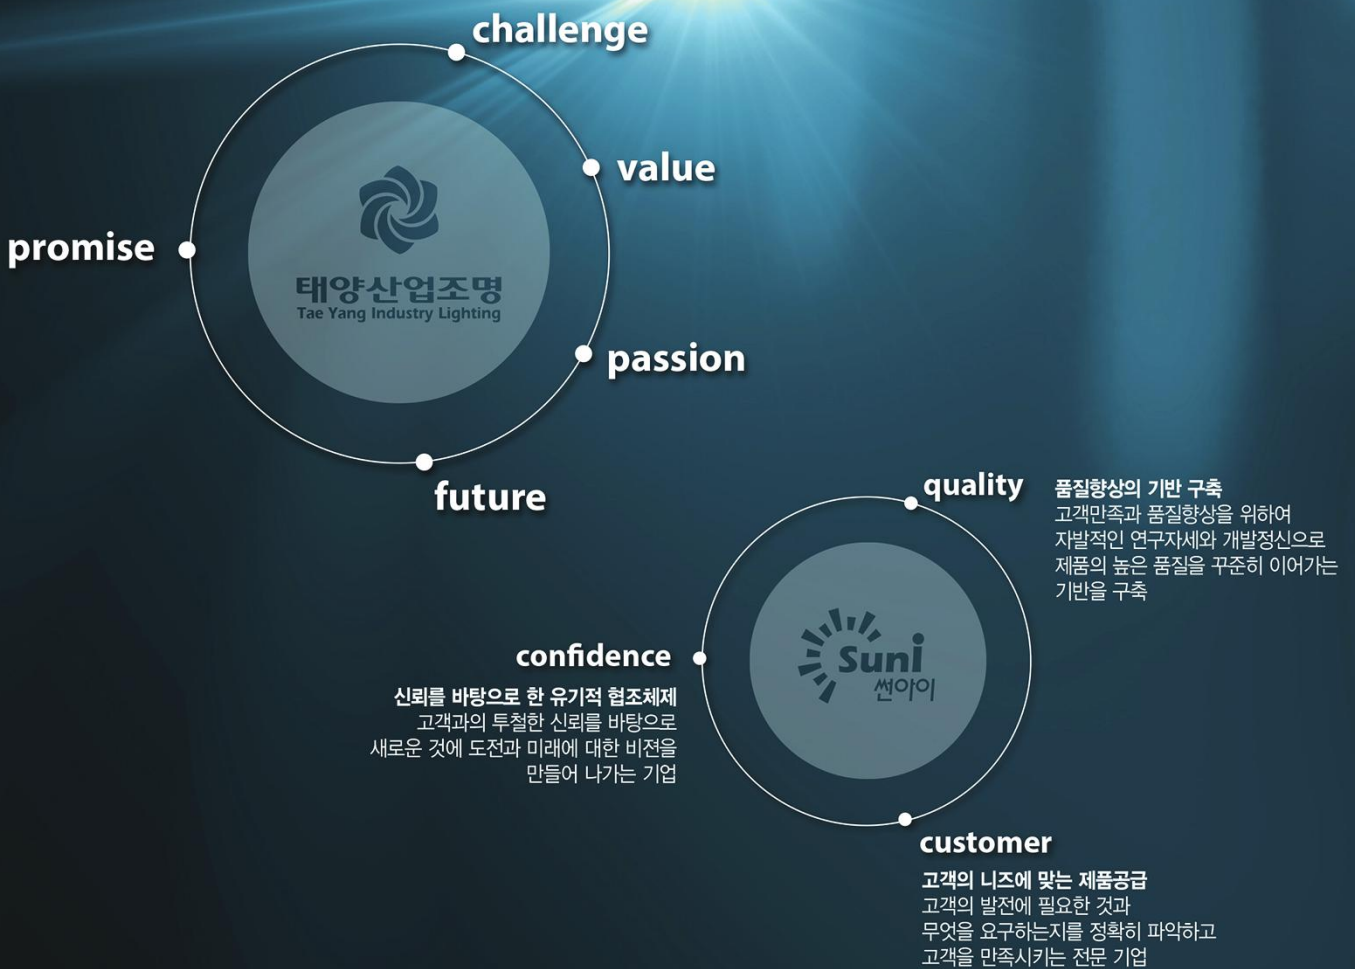 challenge
value
promise
태양산업조명
Tae Yang Industry Lighting
passion
future
quality
품질향상의 기반 구축
고객만족과 품질향상을 위하여
자발적인 연구자세와 개발정신으로
제품의 높은 품질을 꾸준히 이어가는
기반을 구축
confidence
신뢰를 바탕으로 한 유기적 협조체제
고객과의 투철한 신뢰를 바탕으로
새로운 것에 도전과 미래에 대한 비젼을
만들어 나가는 기업
Suni
썬아이
customer
고객의 니즈에 맞는 제품공급
고객의 발전에 필요한 것과
무엇을 요구하는지를 정확히 파악하고
고객을 만족시키는 전문 기업